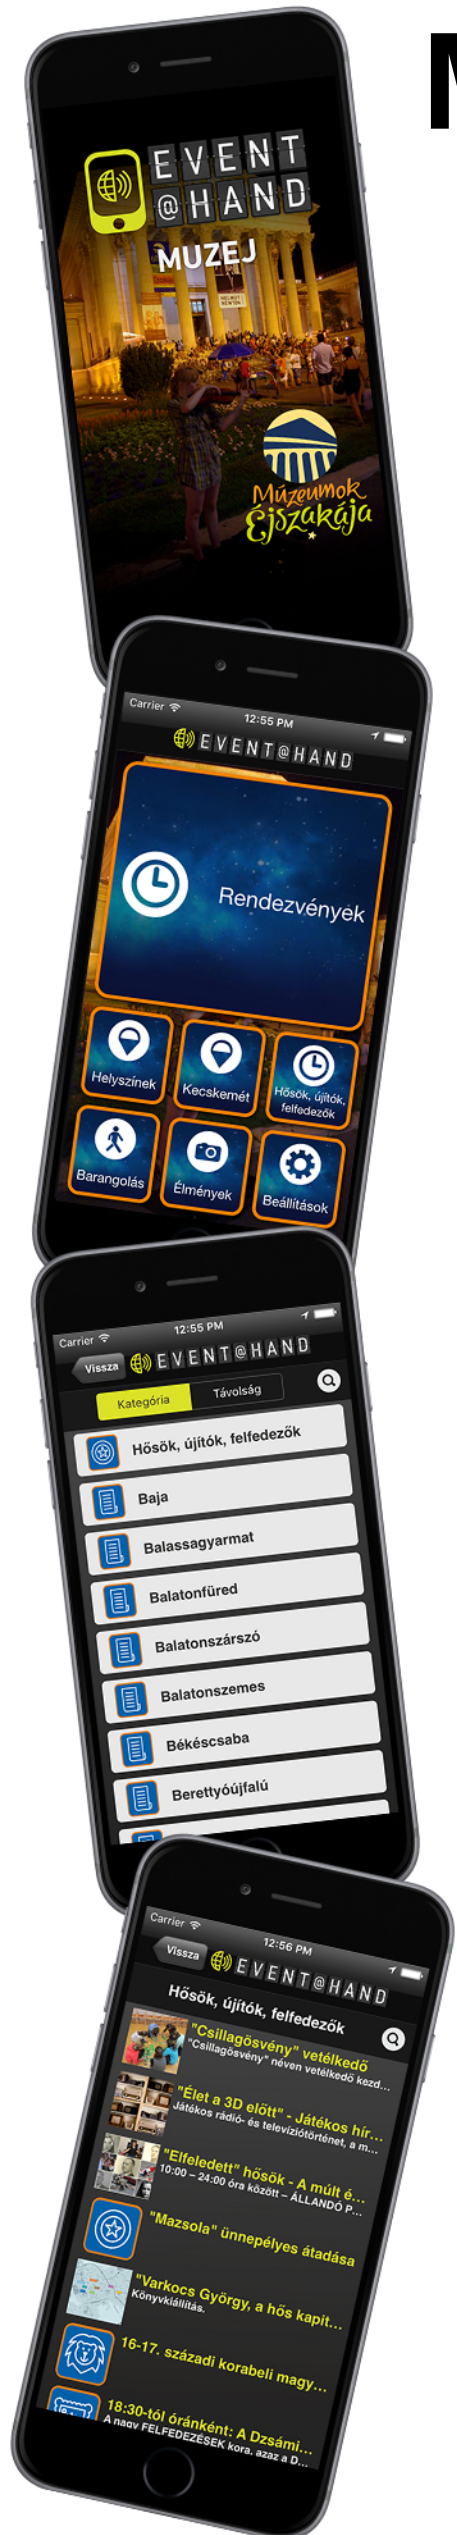 M
EVENT
@HAND
MUZEJ
HELMUT
NEWTON
Múzeumok
Éjszakája
Carrier
12:55 PM
EVENT@HAND
Rendezvények
Helyszínek
Kecskemét
Hősök, újítók,
felfedezők
Barangolás
Élmények
Beállítások
Carrier
12:55 PM
Vissza
EVENT@HAND
Kategória
Távolság
Hősök, újítók, felfedezők
Baja
Balassagyarmat
Balatonfüred
Balatonszárszó
Balatonszemes
Békéscsaba
Berettyóújfalú
Carrier
12:56 PM
Vissza
EVENT@HAND
Hősök, újítók, felfedezők
"Csillagösvény" vetélkedő
"Csillagösvény" néven vetélkedő kezd...
"Élet a 3D előtt" - Játékos hír...
Játékos rádió- és televíziótörténet, a m...
"Elfeledett" hősök - A múlt é...
10:00 – 24:00 óra között – ÁLLANDÓ P...
"Mazsola" ünnepélyes átadása
"Varkocs György, a hős kapit...
Könyvkiállítás.
16-17. századi korabeli magy...
18:30-tól óránként: A Dzsámi...
A nagy FELFEDEZÉSEK kora, azaz a D...